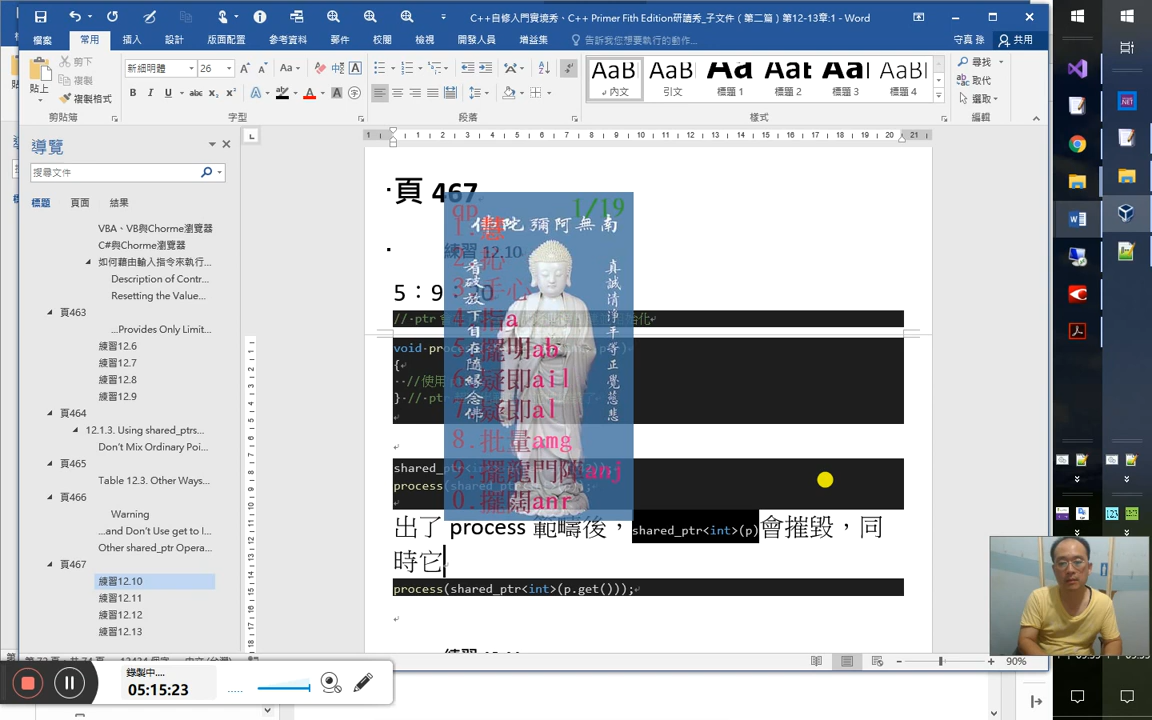 C++自修入門實境秀、C++ Primer Fith Edition研讀秀_子文件（第二篇）第12-13章:1 - Word
檔案 常用 插入 設計 版面配置 參考資料 郵件 校閱 檢視 開發人員 增益集 告訴我您想要執行的動作... 守真 孫 共用
貼上 剪下 複製 複製格式
新細明體 26
AaB AaB AaB AaB AaB AaBl
內文 引文 標題 1 標題 2 標題 3 標題 4
尋找 取代 選取
剪貼簿 字型 段落 樣式 編輯
導覽
搜尋文件
標題 頁面 結果
VBA、VB與Chorme瀏覽器
C#與Chorme瀏覽器
如何藉由輸入指令來執行...
Description of Contr...
Resetting the Value...
頁463
...Provides Only Limit...
練習12.6
練習12.7
練習12.8
練習12.9
頁464
12.1.3. Using shared_ptrs...
Don't Mix Ordinary Poi...
頁465
Table 12.3. Other Ways...
頁466
Warning
...and Don't Use get to I...
Other shared_ptr Opera...
頁467
練習12.10
練習12.11
練習12.12
練習12.13
頁 467
練習 12.10
5：9：
void
{
//使用
}
process
出了 process 範疇後，shared_ptr<int>(p)會摧毀，同
時它
process(shared_ptr<int>(p.get()));
qp 1/19
南無阿彌陀佛
真誠清淨平等正覺慈悲
看破放下自在隨緣念佛
3.手心
4.指a
5.擺明ab
6.疑即ail
7.疑即al
8.批量amg
9.擺龍門陣anj
0.擺闊anr
90%
錄製中....
05:15:23